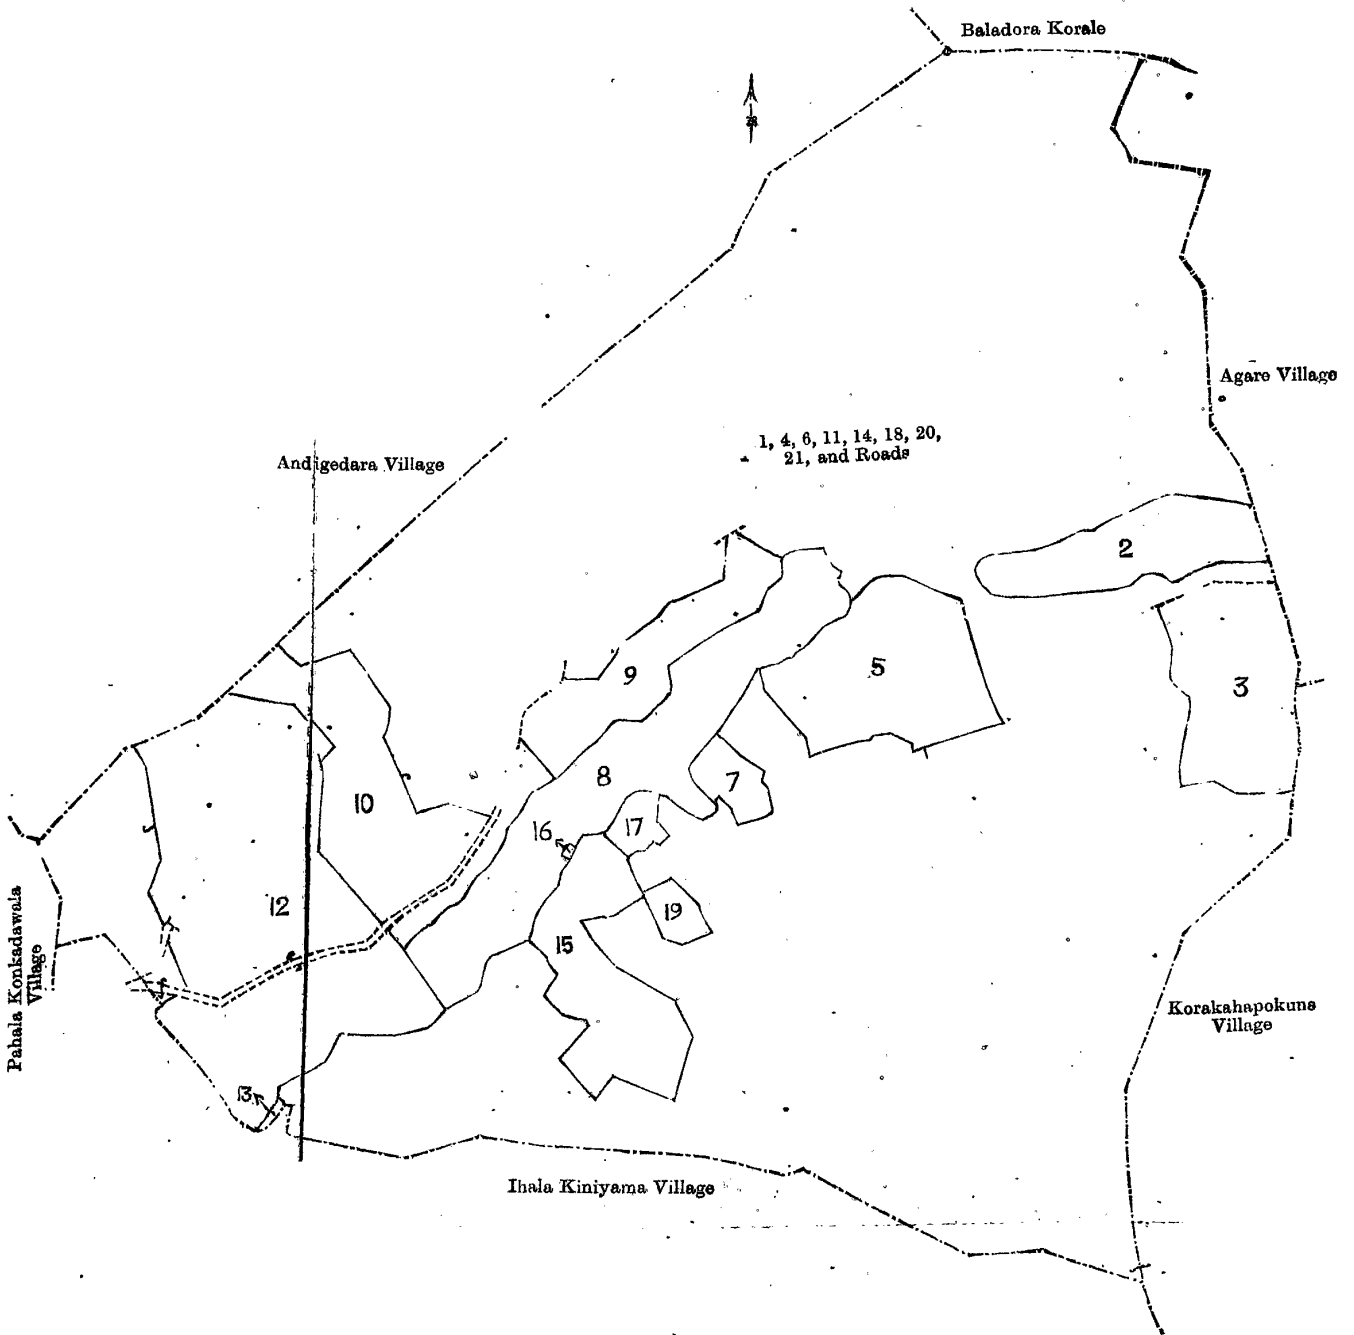 Baladora Korale
Agare Village
1, 4, 6, 11, 14, 18, 20,
21, and Roads
Andigedara Village
2
5
3
9
8
7
10
16
17
12
19
15
Pahala Konkadawala
Village
Korakahapokuna
Village
13
Ihala Kiniyama Village